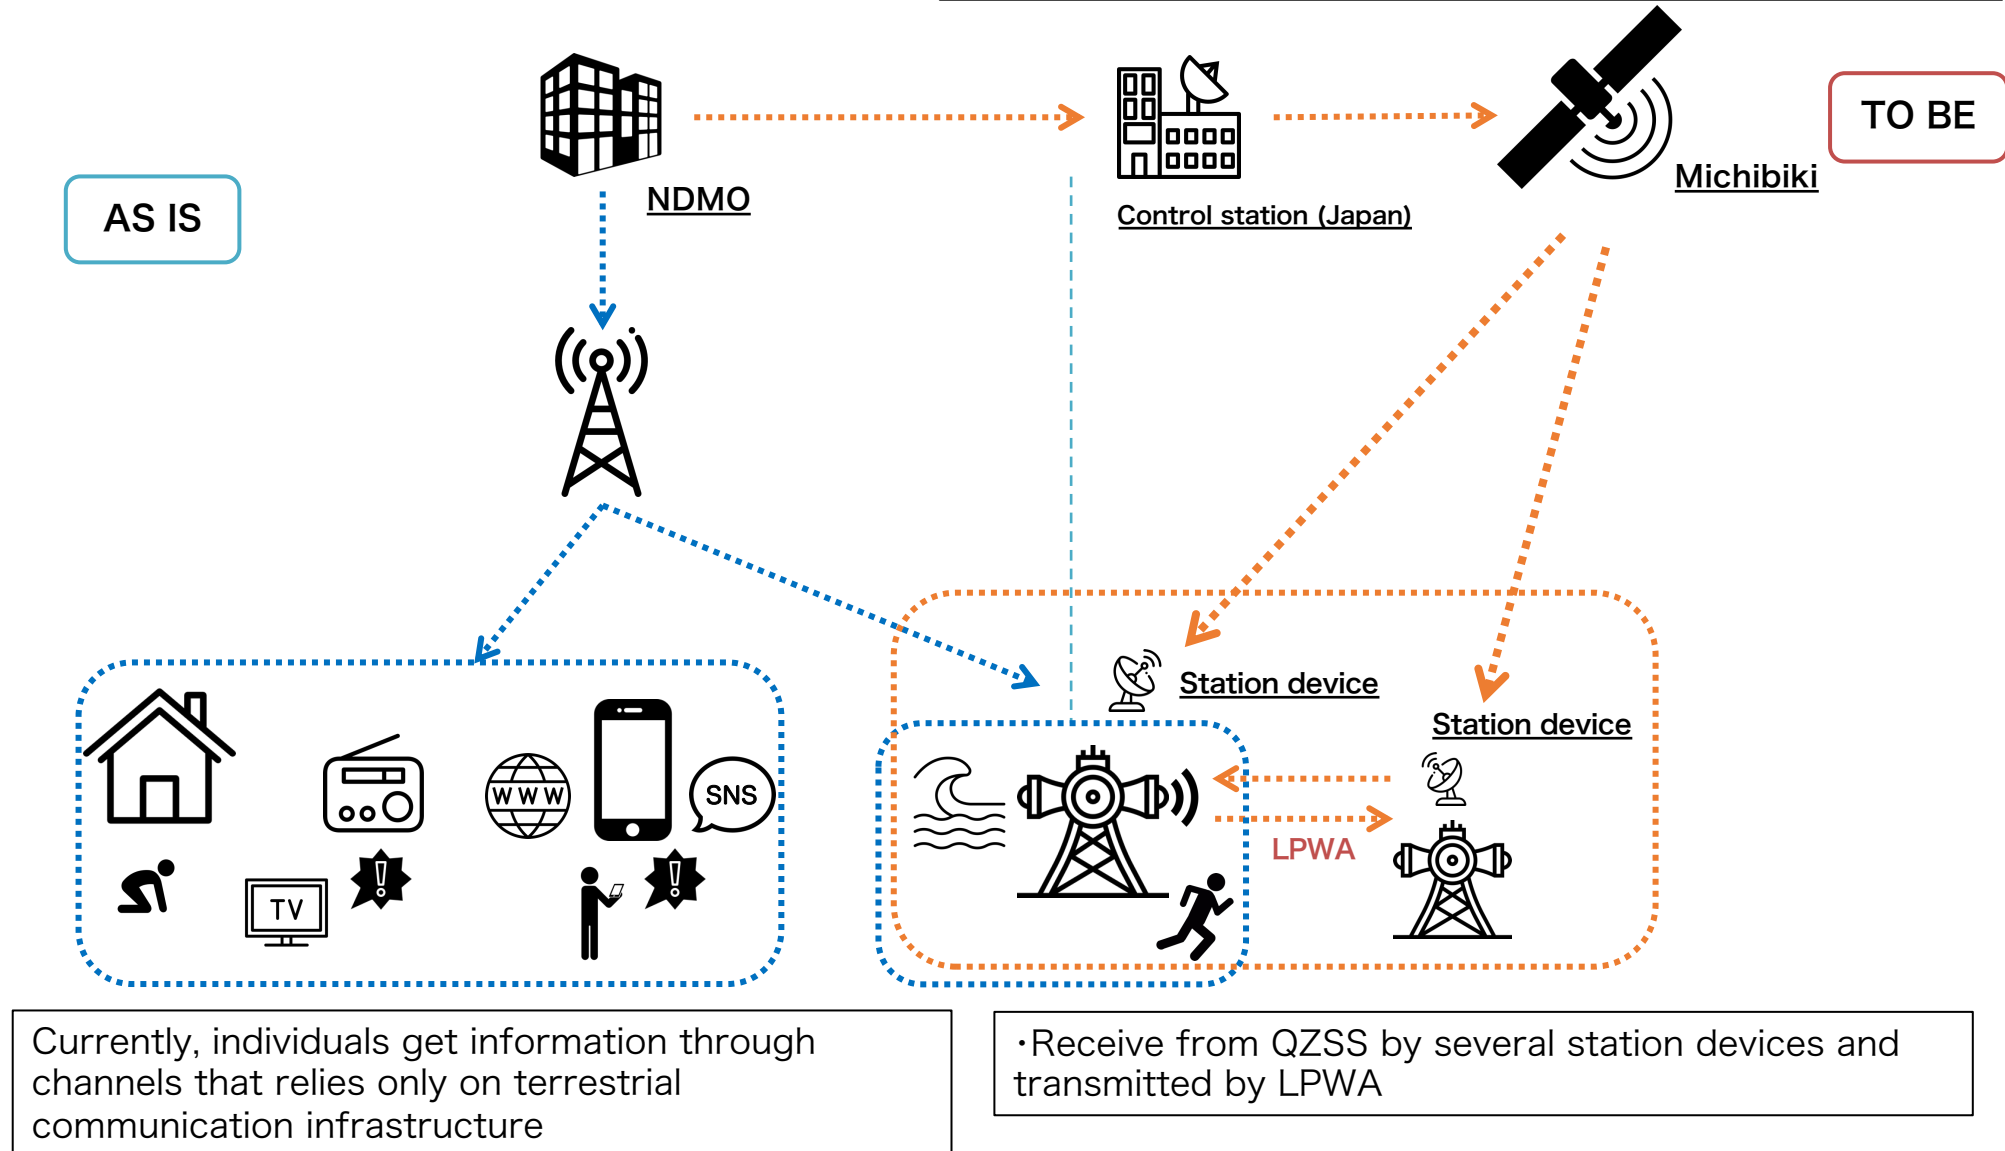 NDMO
Control station (Japan)
Michibiki
TO BE
AS IS
Station device
Station device
WWW
SNS
TV
LPWA
Currently, individuals get information through
channels that relies only on terrestrial
communication infrastructure
・Receive from QZSS by several station devices and
transmitted by LPWA